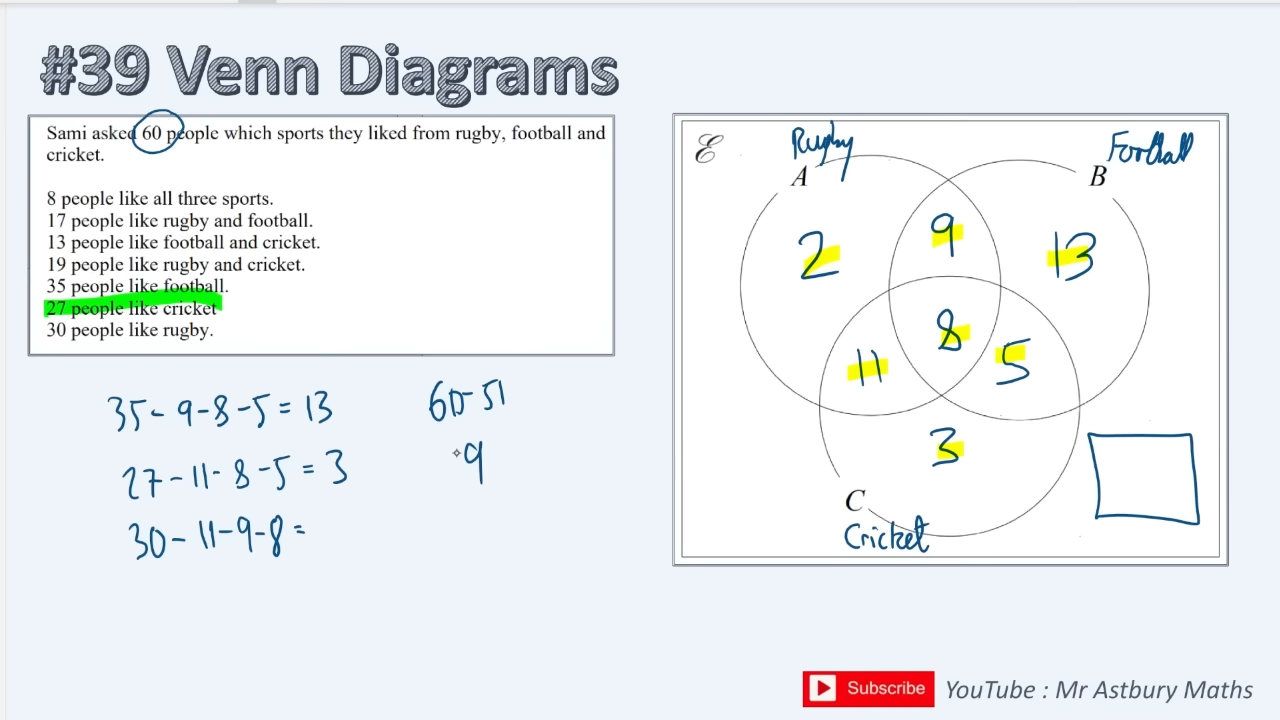 #39 Venn Diagrams
Sami asked 60 people which sports they liked from rugby, football and
cricket.
8 people like all three sports.
17 people like rugby and football.
13 people like football and cricket.
19 people like rugby and cricket.
35 people like football.
27 people like cricket
30 people like rugby.
35 - 9 - 8 - 5 = 13
27 - 11 - 8 - 5 = 3
30 - 11 - 9 - 8 =
60 - 51
9
ℰ
Rugby
Football
A
B
2
9
13
11
8
5
3
C
Cricket
Subscribe
YouTube : Mr Astbury Maths